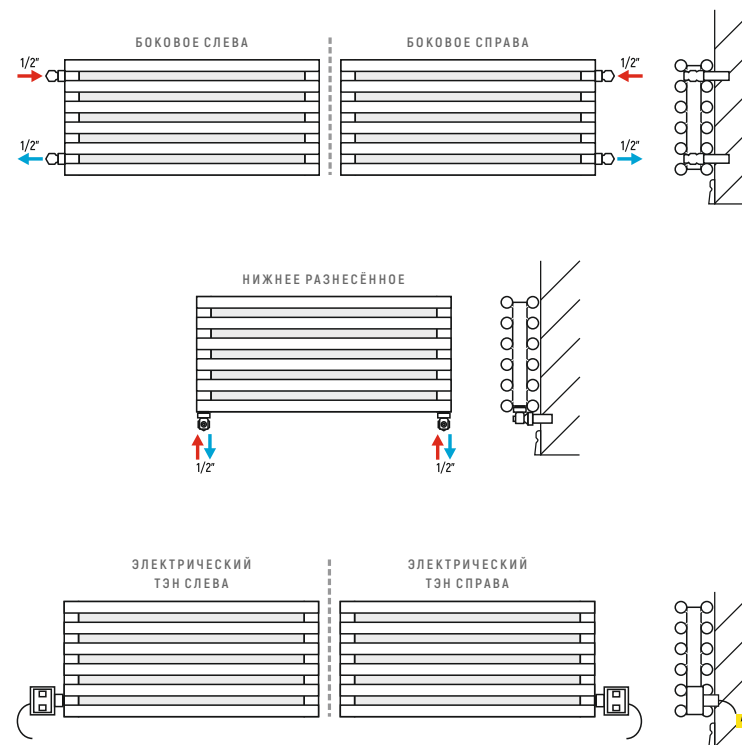 БОКОВОЕ СЛЕВА
БОКОВОЕ СПРАВА
1/2"
1/2"
1/2"
1/2"
НИЖНЕЕ РАЗНЕСЁННОЕ
1/2"
1/2"
ЭЛЕКТРИЧЕСКИЙ
ТЭН СЛЕВА
ЭЛЕКТРИЧЕСКИЙ
ТЭН СПРАВА